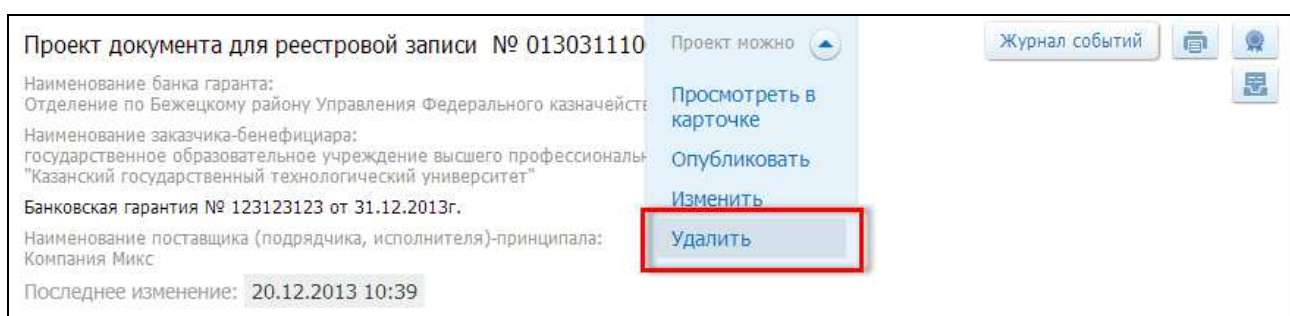 Проект документа для реестровой записи № 013031110
Наименование банка гаранта:
Отделение по Бежецкому району Управления Федерального
Наименование заказчика-бенефициара:
государственное образовательное учреждение высшего
"Казанский государственный технологический университет"
Банковская гарантия № 123123123 от 31.12.2013г.
Наименование поставщика (подрядчика, исполнителя)-принципала:
Компания Микс
Последнее изменение: 20.12.2013 10:39
Проект можно
Просмотреть в
карточке
Опубликовать
Изменить
Удалить
Журнал событий